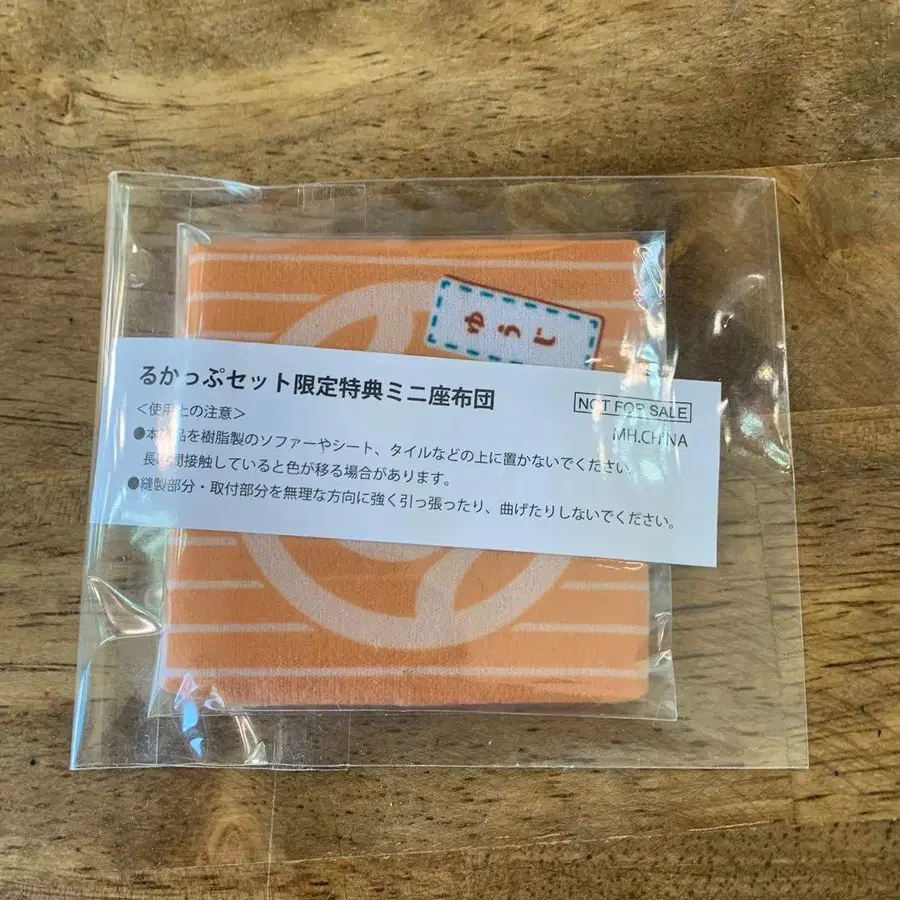 ゆうじ
るかっぷセット限定特典ミニ座布団
NOT FOR SALE
<使用上の注意>
MH.CHINA
●を樹脂製のソファーやシート、タイルなどの上に置かないでください。
長時間接触していると色が移る場合があります。
●縫製部分・取付部分を無理な方向に強く引っ張ったり、曲げたりしないでください。